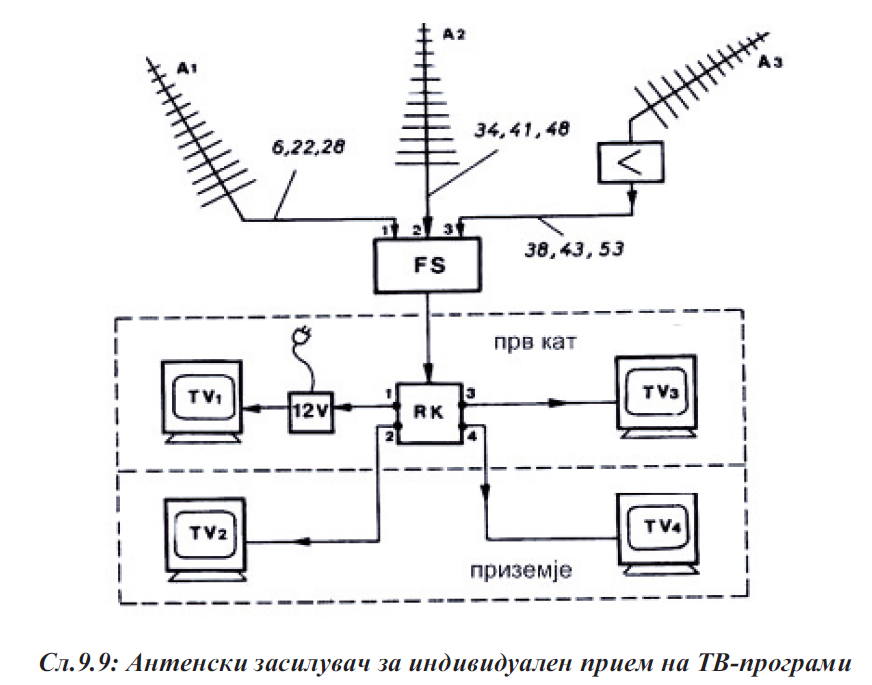 A1
A2
A3
6,22,28
34,41,48
<
38,43,53
1 2 3
FS
прв кат
TV1
12V
1
RK
3
TV3
2
4
TV2
TV4
приземје
Сл.9.9: Антенски засилувач за индивидуален прием на ТВ-програми